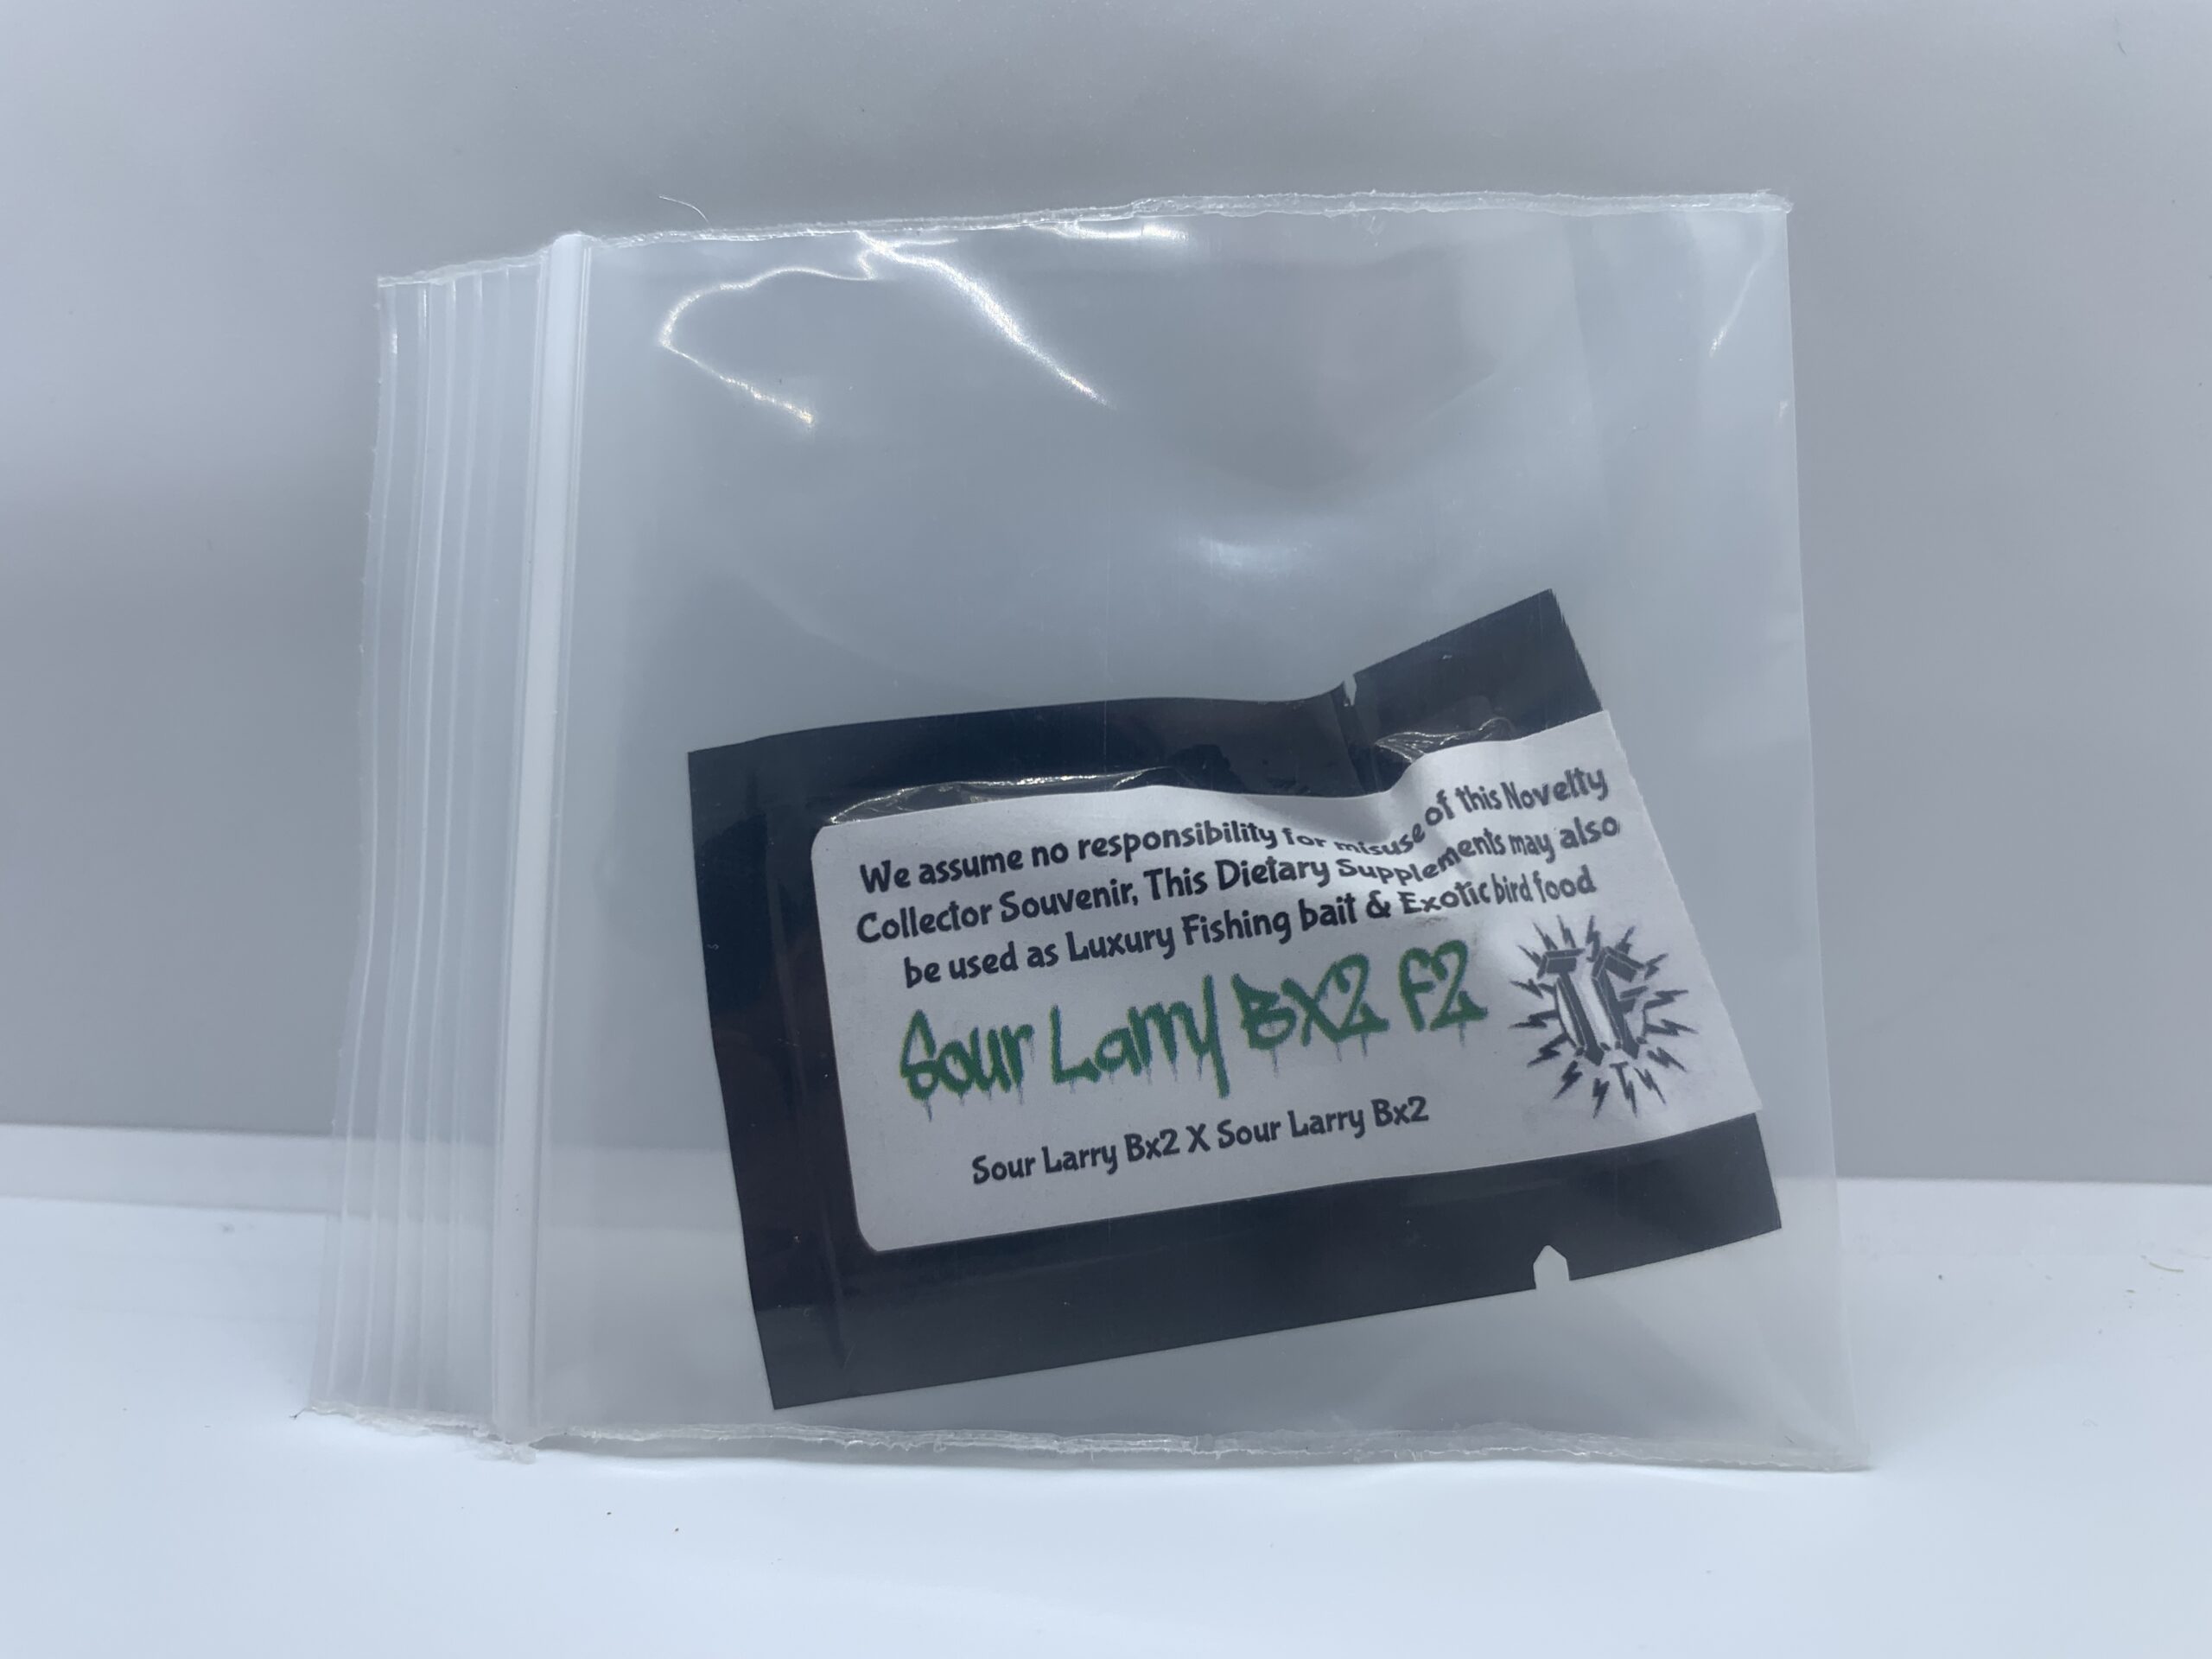 We assume no responsibility for misuse of this Novelty
Collector Souvenir, This Dietary Supplements may also
be used as Luxury Fishing bait & Exotic bird food
Sour Larry BX2 F2
Sour Larry Bx2 X Sour Larry Bx2